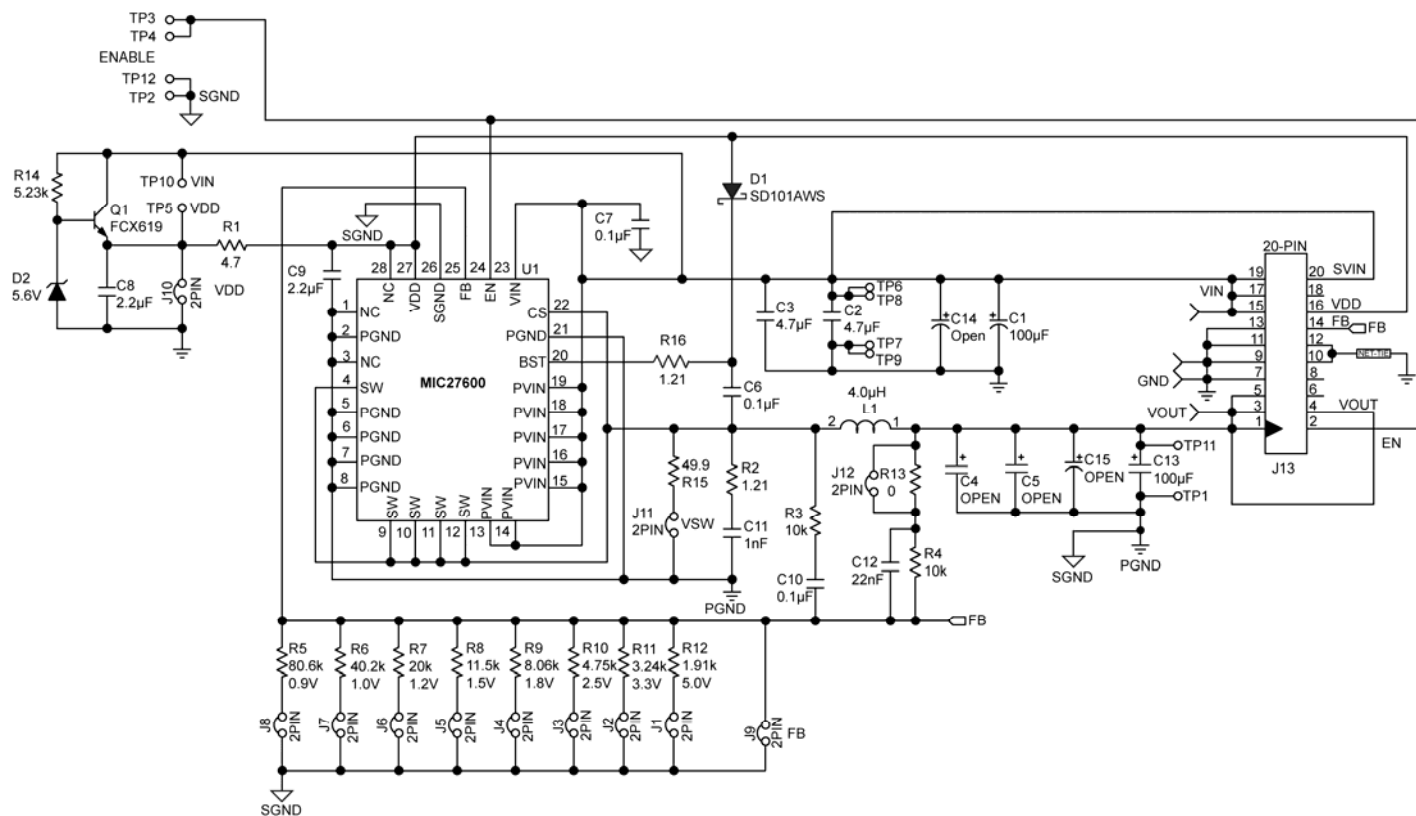 TP3
TP4
ENABLE
TP12
TP2
SGND
R14
5.23k
Q1
FCX619
TP10
VIN
TP5
VDD
R1
4.7
D2
5.6V
C8
2.2µF
J10
2PIN
VDD
C9
2.2µF
SGND
C7
0.1µF
D1
SD101AWS
28 27 26 25 24 23 U1
NC VDD SGND FB EN VIN
1 NC
2 PGND
3 NC
4 SW
5 PGND
6 PGND
7 PGND
8 PGND
MIC27600
CS 22
PGND 21
BST 20
PVIN 19
PVIN 18
PVIN 17
PVIN 16
PVIN 15
SW SW SW SW PVIN PVIN
9 10 11 12 13 14
R16
1.21
C6
0.1µF
C3
4.7µF
TP6
TP8
C2
4.7µF
TP7
TP9
C14
Open
C1
100µF
20-PIN
SVIN
VIN
VDD
FB
FB
NET-TIE
GND
VOUT
VOUT
EN
19 20
17 18
15 16
13 14
11 12
9 10
7 8
5 6
3 4
1 2
J13
4.0µH
2 L1 1
49.9
R15
J11
2PIN
VSW
R2
1.21
C11
1nF
PGND
R3
10k
C10
0.1µF
J12
2PIN
R13
0
C12
22nF
R4
10k
C4
OPEN
C5
OPEN
C15
OPEN
C13
100µF
TP11
TP1
SGND
PGND
FB
R5
80.6k
0.9V
R6
40.2k
1.0V
R7
20k
1.2V
R8
11.5k
1.5V
R9
8.06k
1.8V
R10
4.75k
2.5V
R11
3.24k
3.3V
R12
1.91k
5.0V
J8
2PIN
J7
2PIN
J6
2PIN
J5
2PIN
J4
2PIN
J3
2PIN
J2
2PIN
J1
2PIN
J9
2PIN
FB
SGND